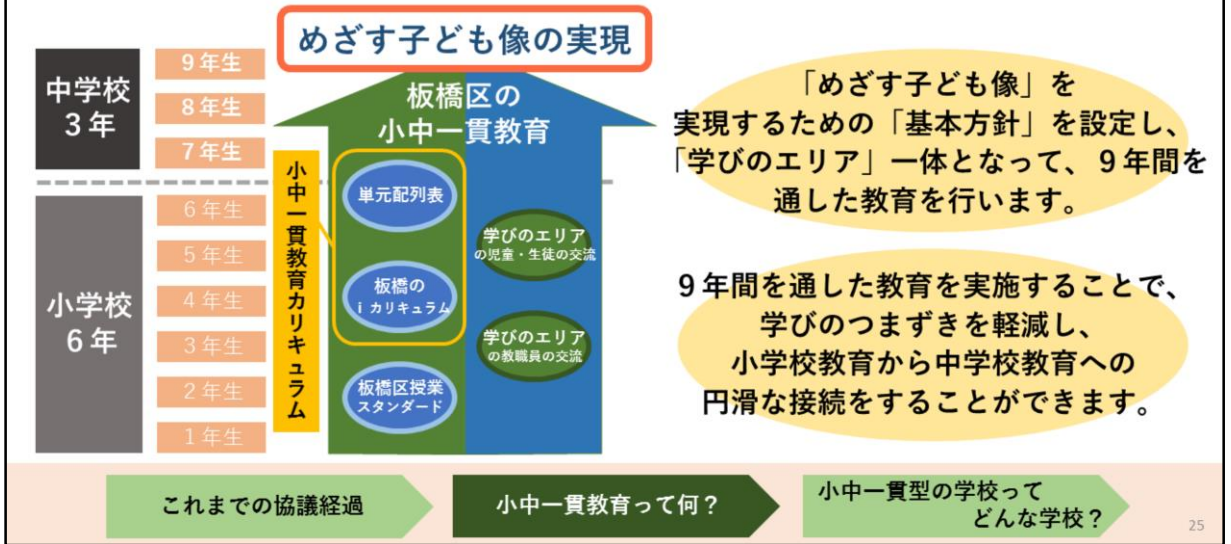 めざす子ども像の実現
中学校
3年
9年生
8年生
7年生
小学校
6年
6年生
5年生
4年生
3年生
2年生
1年生
小中一貫教育カリキュラム
板橋区の
小中一貫教育
単元配列表
板橋の
i カリキュラム
板橋区授業
スタンダード
学びのエリア
の児童・生徒の交流
学びのエリア
の教職員の交流
「めざす子ども像」を
実現するための「基本方針」を設定し、
「学びのエリア」一体となって、9年間を
通した教育を行います。
9年間を通した教育を実施することで、
学びのつまずきを軽減し、
小学校教育から中学校教育への
円滑な接続をすることができます。
これまでの協議経過
小中一貫教育って何？
小中一貫型の学校って
どんな学校？
25